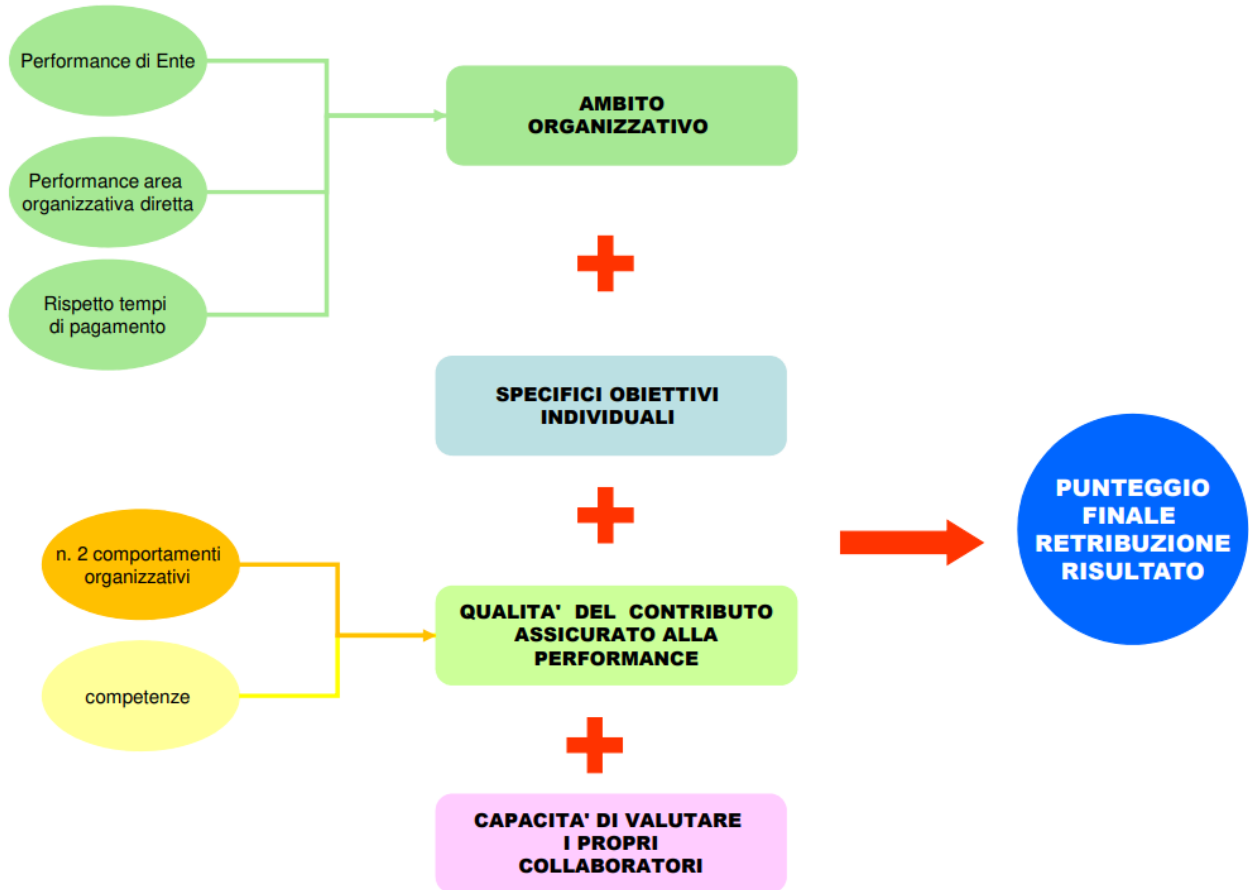 Performance di Ente
AMBITO
ORGANIZZATIVO
Performance area
organizzativa diretta
Rispetto tempi
di pagamento
SPECIFICI OBIETTIVI
INDIVIDUALI
n. 2 comportamenti
organizzativi
QUALITA' DEL CONTRIBUTO
ASSICURATO ALLA
PERFORMANCE
competenze
CAPACITA' DI VALUTARE
I PROPRI
COLLABORATORI
PUNTEGGIO
FINALE
RETRIBUZIONE
RISULTATO